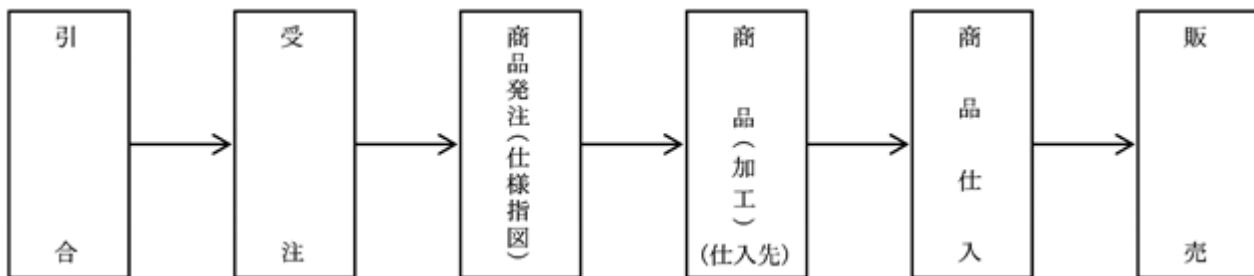 引合
受注
商品発注(仕様指図)
商品(加工)
(仕入先)
商品仕入
販売